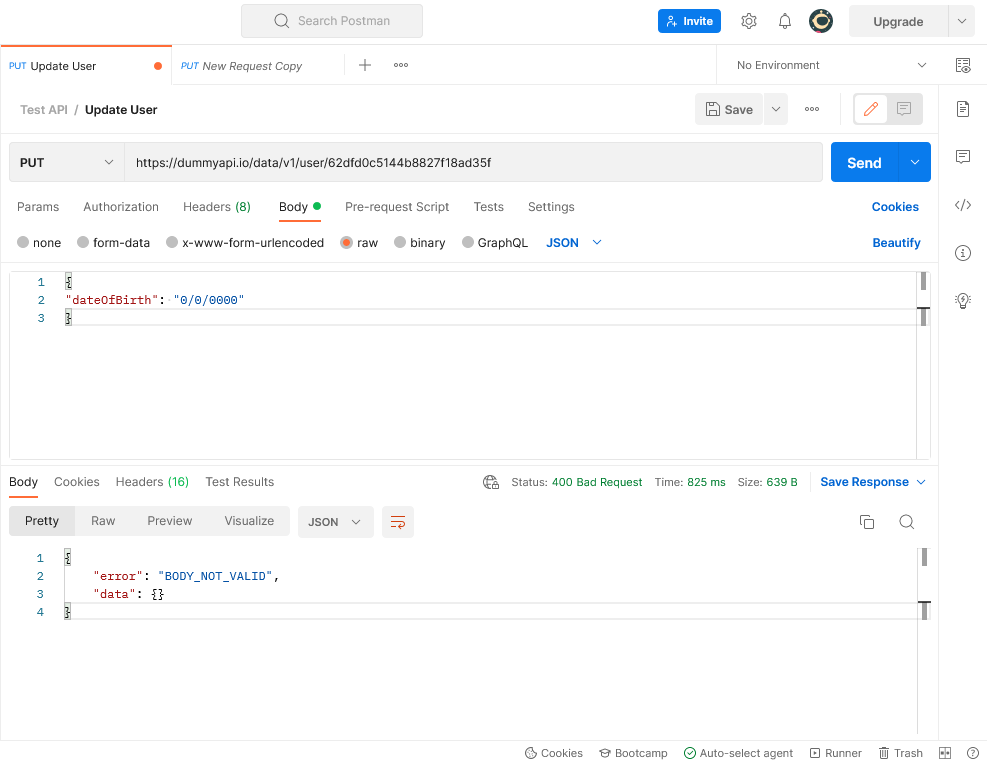 Search Postman
Invite
Upgrade
PUT Update User
PUT New Request Copy
No Environment
Test API / Update User
Save
PUT
https://dummyapi.io/data/v1/user/62dfd0c5144b8827f18ad35f
Send
Params Authorization Headers (8) Body Pre-request Script Tests Settings Cookies
none form-data x-www-form-urlencoded raw binary GraphQL JSON Beautify
1 {
2 "dateOfBirth": "0/0/0000"
3 }
Body Cookies Headers (16) Test Results Status: 400 Bad Request Time: 825 ms Size: 639 B Save Response
Pretty Raw Preview Visualize JSON
1 {
2 "error": "BODY_NOT_VALID",
3 "data": {}
4 }
Cookies Bootcamp Auto-select agent Runner Trash